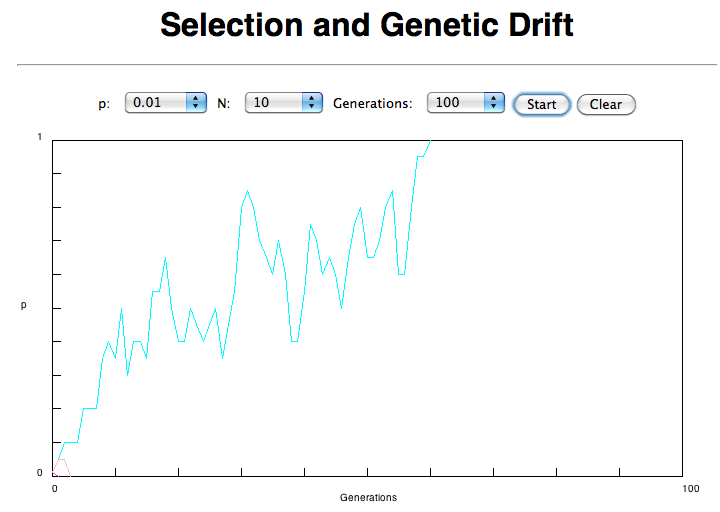 Selection and Genetic Drift
p: 0.01 N: 10 Generations: 100 Start Clear
1
p
0
0 100
Generations